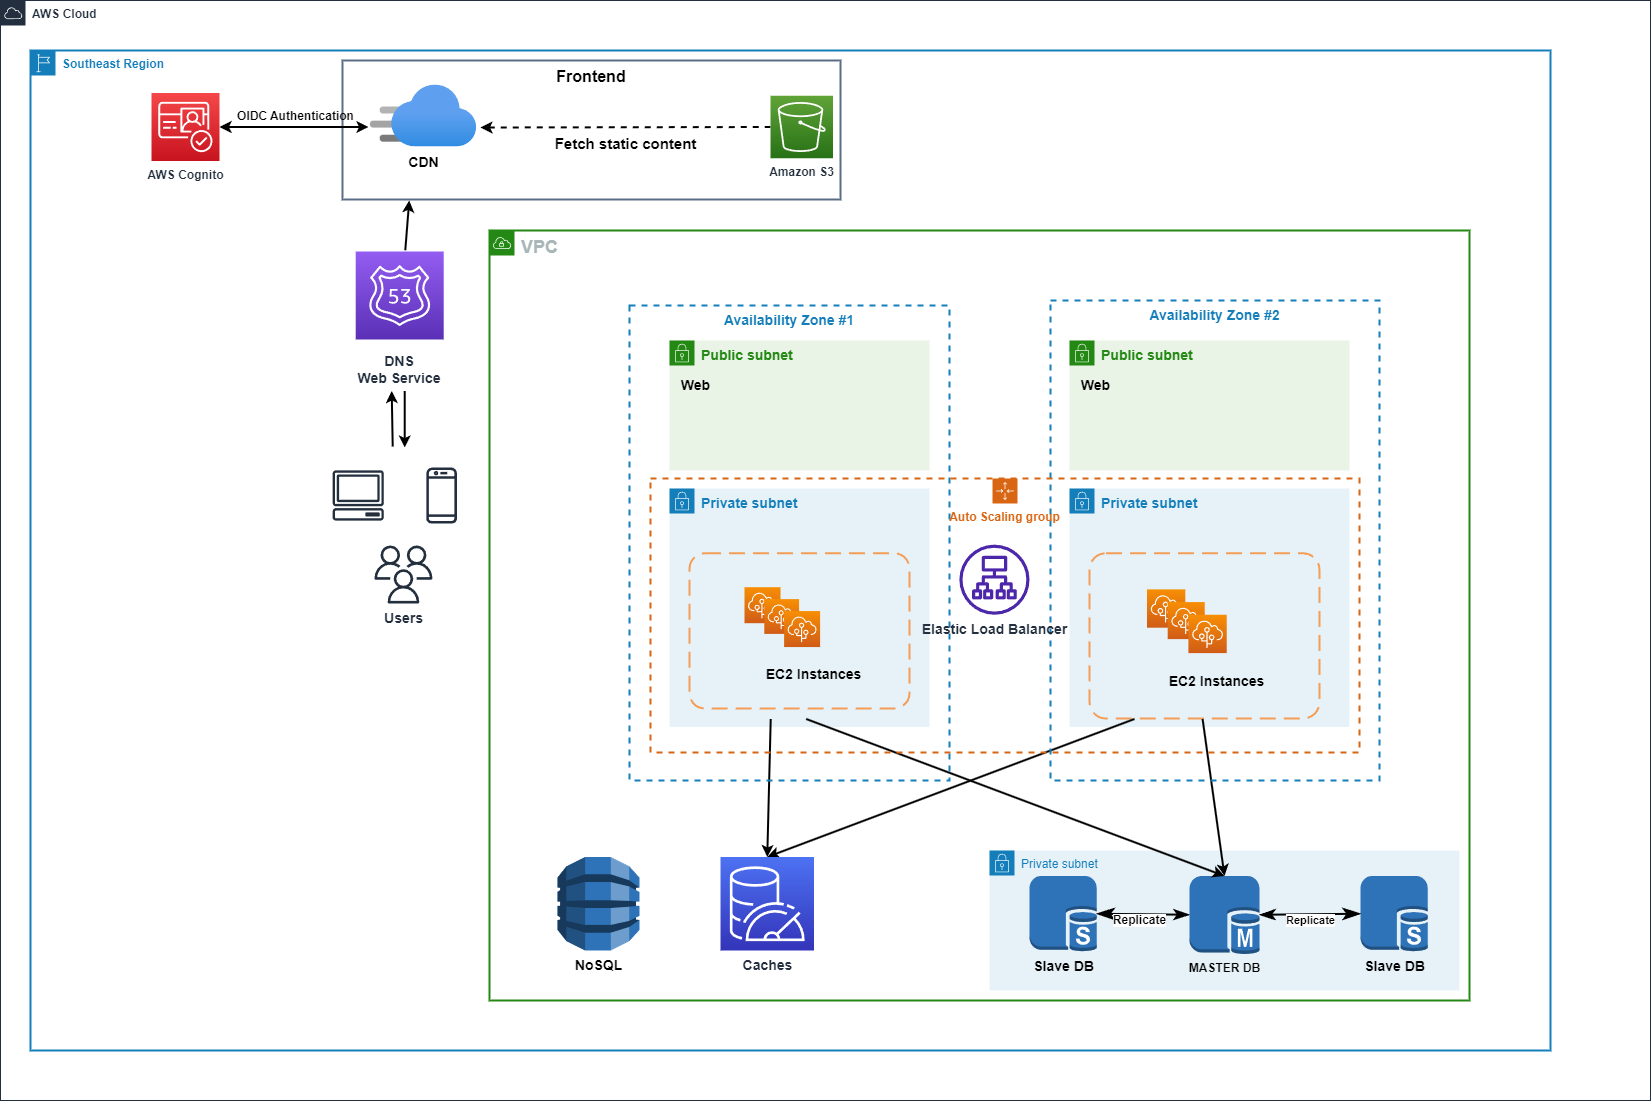 AWS Cloud
Southeast Region
Frontend
OIDC Authentication
CDN
Fetch static content
AWS Cognito
Amazon S3
53
DNS
Web Service
Users
VPC
Availability Zone #1
Availability Zone #2
Public subnet
Web
Public subnet
Web
Private subnet
Auto Scaling group
Private subnet
Elastic Load Balancer
EC2 Instances
EC2 Instances
Private subnet
S
Replicate
M
Replicate
S
NoSQL
Caches
Slave DB
MASTER DB
Slave DB